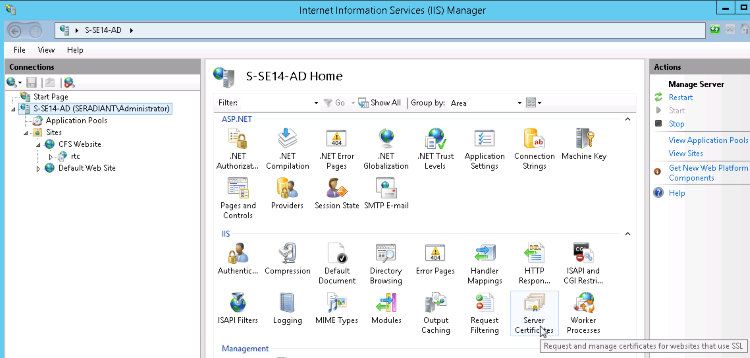 Internet Information Services (IIS) Manager
S-SE14-AD
File View Help
Connections
Start Page
S-SE14-AD (SERADIANT\Administrator)
Application Pools
Sites
CFS Website
rtc
Default Web Site
S-SE14-AD Home
Filter: Go Show All Group by: Area
ASP.NET
.NET Authorizat... .NET Compilation .NET Error Pages .NET Globalization .NET Trust Levels Application Settings Connection Strings Machine Key
Pages and Controls Providers Session State SMTP E-mail
IIS
Authentic... Compression Default Document Directory Browsing Error Pages Handler Mappings HTTP Respon... ISAPI and CGI Restri...
ISAPI Filters Logging MIME Types Modules Output Caching Request Filtering Server Certificates Worker Processes
Request and manage certificates for websites that use SSL
Management
Actions
Manage Server
Restart
Start
Stop
View Application Pools
View Sites
Get New Web Platform
Components
Help